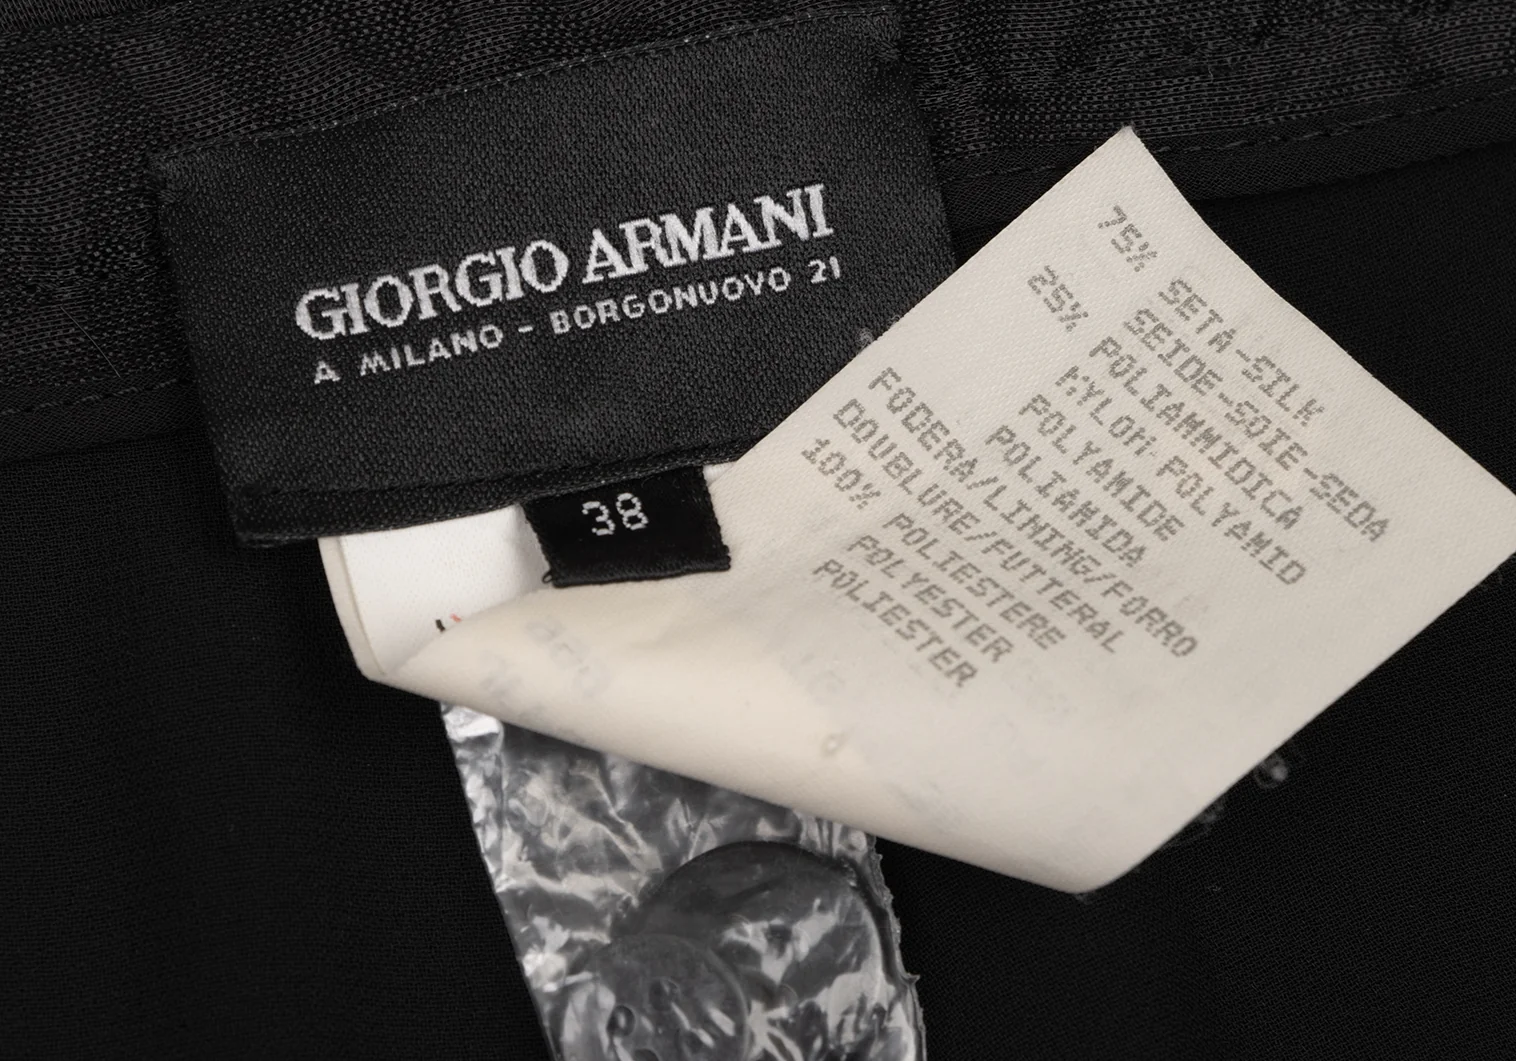 GIORGIO ARMANI
A MILANO - BORGONUOVO 21
38
75% SETA-SILK
SEIDE-SOIE-SEDA
25% POLIAMMIDICA
NYLON POLYAMID
POLYAMIDE
POLIAMIDA
FODERA/LINING/FORRO
DOUBLURE/FUTTERAL
100% POLIESTERE
POLYESTER
POLIESTER